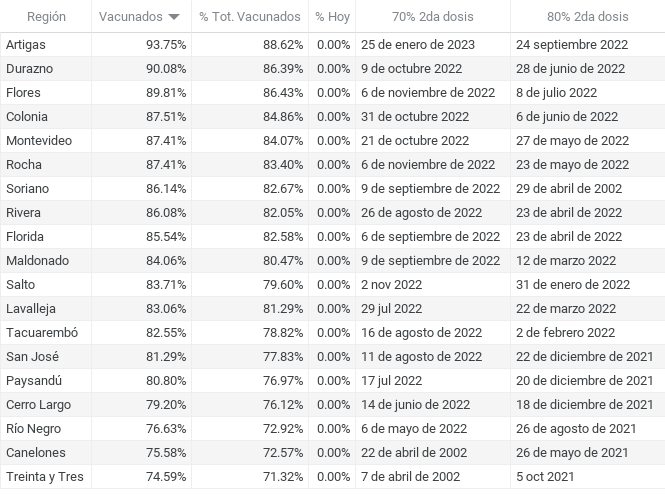 Región Vacunados % Tot. Vacunados % Hoy 70% 2da dosis 80% 2da dosis
Artigas 93.75% 88.62% 0.00% 25 de enero de 2023 24 septiembre 2022
Durazno 90.08% 86.39% 0.00% 9 de octubre 2022 28 de junio de 2022
Flores 89.81% 86.43% 0.00% 6 de noviembre de 2022 8 de julio 2022
Colonia 87.51% 84.86% 0.00% 31 de octubre 2022 6 de junio de 2022
Montevideo 87.41% 84.07% 0.00% 21 de octubre 2022 27 de mayo de 2022
Rocha 87.41% 83.40% 0.00% 6 de noviembre de 2022 23 de mayo de 2022
Soriano 86.14% 82.67% 0.00% 9 de septiembre de 2022 29 de abril de 2002
Rivera 86.08% 82.05% 0.00% 26 de agosto de 2022 23 de abril de 2022
Florida 85.54% 82.58% 0.00% 6 de septiembre de 2022 23 de abril de 2022
Maldonado 84.06% 80.47% 0.00% 9 de septiembre de 2022 12 de marzo 2022
Salto 83.71% 79.60% 0.00% 2 nov 2022 31 de enero de 2022
Lavalleja 83.06% 81.29% 0.00% 29 jul 2022 22 de marzo de 2022
Tacuarembó 82.55% 78.82% 0.00% 16 de agosto de 2022 2 de febrero 2022
San José 81.29% 77.83% 0.00% 11 de agosto de 2022 22 de diciembre de 2021
Paysandú 80.80% 76.97% 0.00% 17 jul 2022 20 de diciembre de 2021
Cerro Largo 79.20% 76.12% 0.00% 14 de junio de 2022 18 de diciembre de 2021
Río Negro 76.63% 72.92% 0.00% 6 de mayo de 2022 26 de agosto de 2021
Canelones 75.58% 72.57% 0.00% 22 de abril de 2002 26 de mayo de 2021
Treinta y Tres 74.59% 71.32% 0.00% 7 de abril de 2002 5 oct 2021